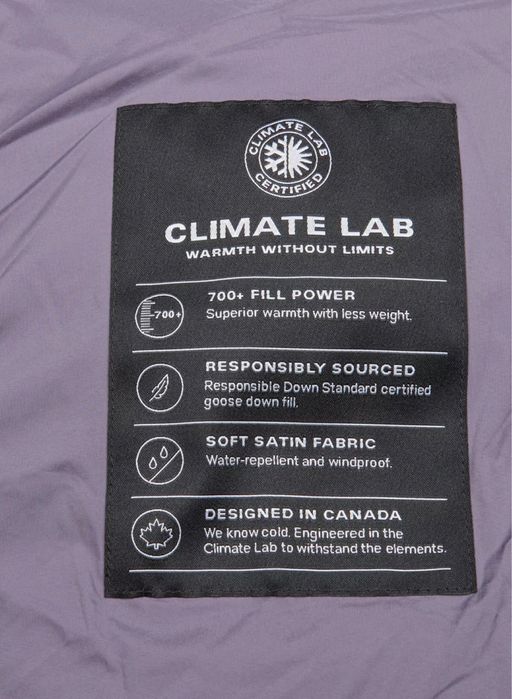 CLIMATE LAB
CERTIFIED
CLIMATE LAB
WARMTH WITHOUT LIMITS
-700+
700+ FILL POWER
Superior warmth with less weight.
RESPONSIBLY SOURCED
Responsible Down Standard certified
goose down fill.
SOFT SATIN FABRIC
Water-repellent and windproof.
DESIGNED IN CANADA
We know cold. Engineered in the
Climate Lab to withstand the elements.